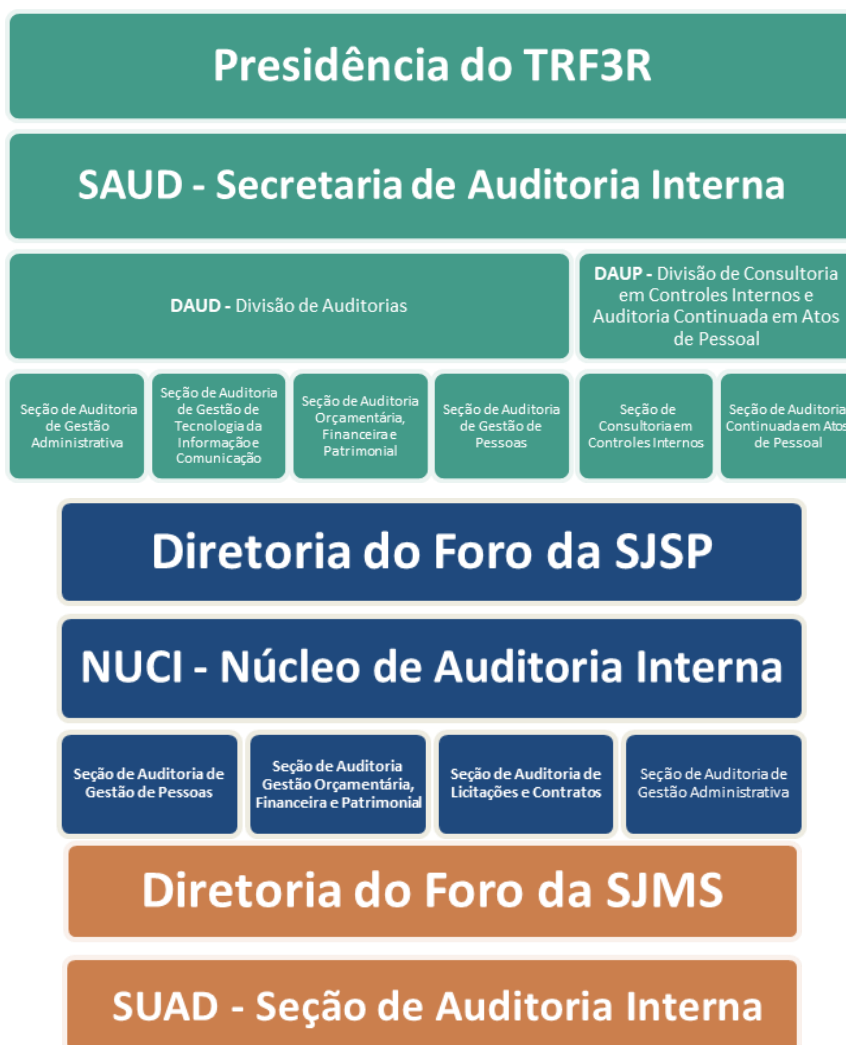 Presidência do TRF3R
SAUD - Secretaria de Auditoria Interna
DAUD - Divisão de Auditorias
DAUP - Divisão de Consultoria
em Controles Internos e
Auditoria Continuada em Atos
de Pessoal
Seção de Auditoria
de Gestão
Administrativa
Seção de Auditoria
de Gestão de
Tecnologia da
Informação e
Comunicação
Seção de Auditoria
Orçamentária,
Financeira e
Patrimonial
Seção de Auditoria
de Gestão de
Pessoas
Seção de
Consultoria em
Controles Internos
Seção de Auditoria
Continuada em Atos
de Pessoal
Diretoria do Foro da SJSP
NUCI - Núcleo de Auditoria Interna
Seção de Auditoria de
Gestão de Pessoas
Seção de Auditoria
Gestão Orçamentária,
Financeira e Patrimonial
Seção de Auditoria de
Licitações e Contratos
Seção de Auditoria de
Gestão Administrativa
Diretoria do Foro da SJMS
SUAD - Seção de Auditoria Interna